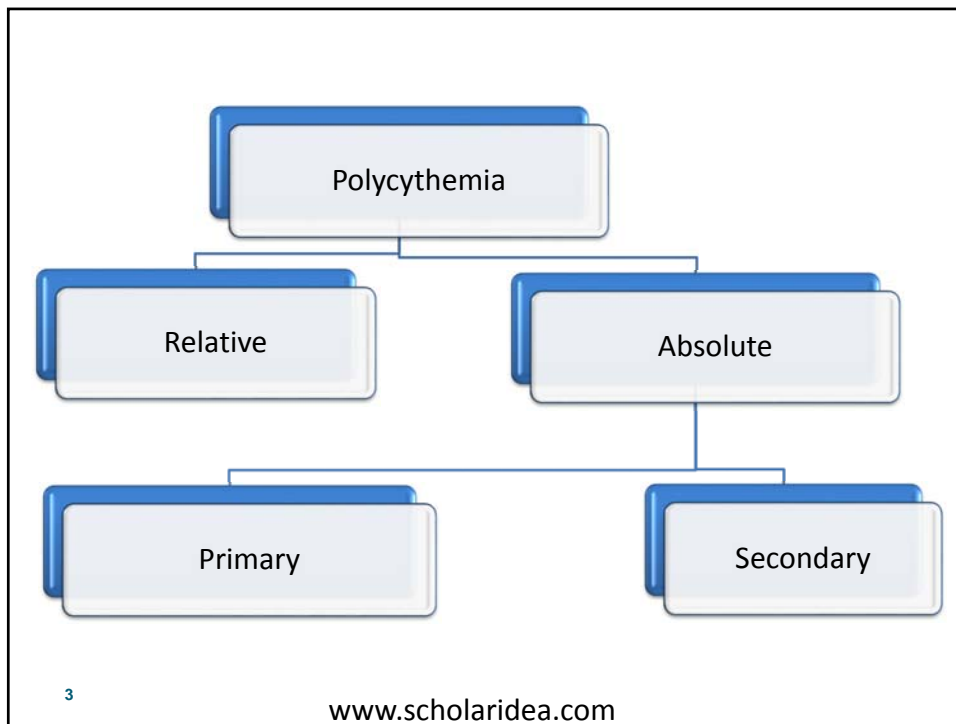 Polycythemia
Relative
Absolute
Primary
Secondary
3
www.scholaridea.com